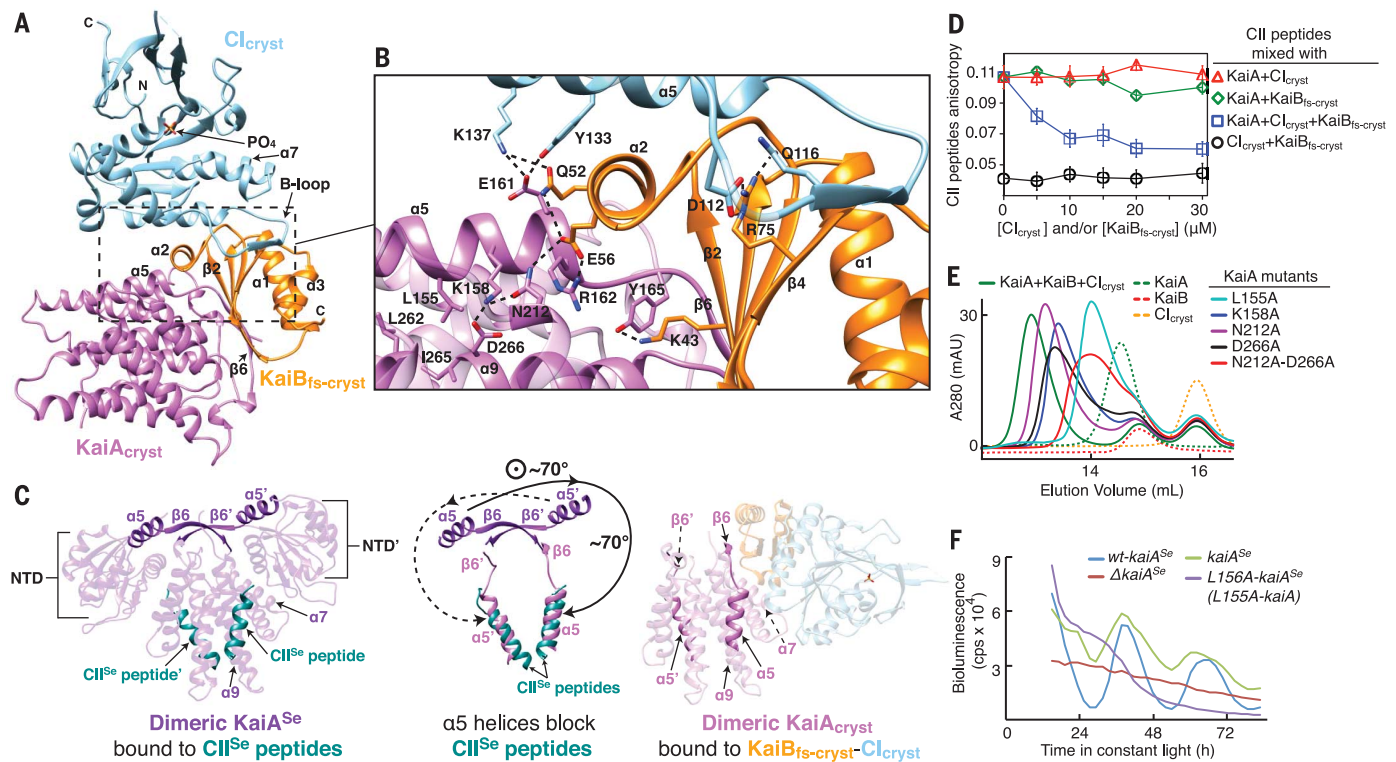 A
C
CIcryst
N
PO4
α7
B-loop
α2
β2
α5
α1
α3
C
β6
KaiBfs-cryst
KaiAcryst
B
α5
K137
Y133
Q52
α2
Q116
E161
D112
α5
R75
E56
β2
α1
K158
Y165
β4
L155
R162
β6
L262
N212
K43
D266
I265
α9
C
α5
β6
β6'
α5'
NTD
NTD'
α7
CIISe peptide
CIISe peptide'
α9
Dimeric KaiASe
bound to CIISe peptides
~70°
α5
β6
β6'
α5'
~70°
β6
β6'
α5'
α5
CIISe peptides
α5 helices block
CIISe peptides
β6'
β6
α7
α5'
α5
α9
Dimeric KaiAcryst
bound to KaiBfs-cryst-CIcryst
D
CII peptides
mixed with
CII peptides anisotropy
0.11
0.09
0.07
0.05
0 10 20 30
[CIcryst] and/or [KaiBfs-cryst] (μM)
KaiA+CIcryst
KaiA+KaiBfs-cryst
KaiA+CIcryst+KaiBfs-cryst
CIcryst+KaiBfs-cryst
E
KaiA+KaiB+CIcryst
KaiA
KaiB
CIcryst
KaiA mutants
L155A
K158A
N212A
D266A
N212A-D266A
A280 (mAU)
30
0
14 16
Elution Volume (mL)
F
wt-kaiASe
ΔkaiASe
kaiASe
L156A-kaiASe
(L155A-kaiA)
Bioluminescence
(cps x 10^4)
9
6
3
24 48 72
Time in constant light (h)